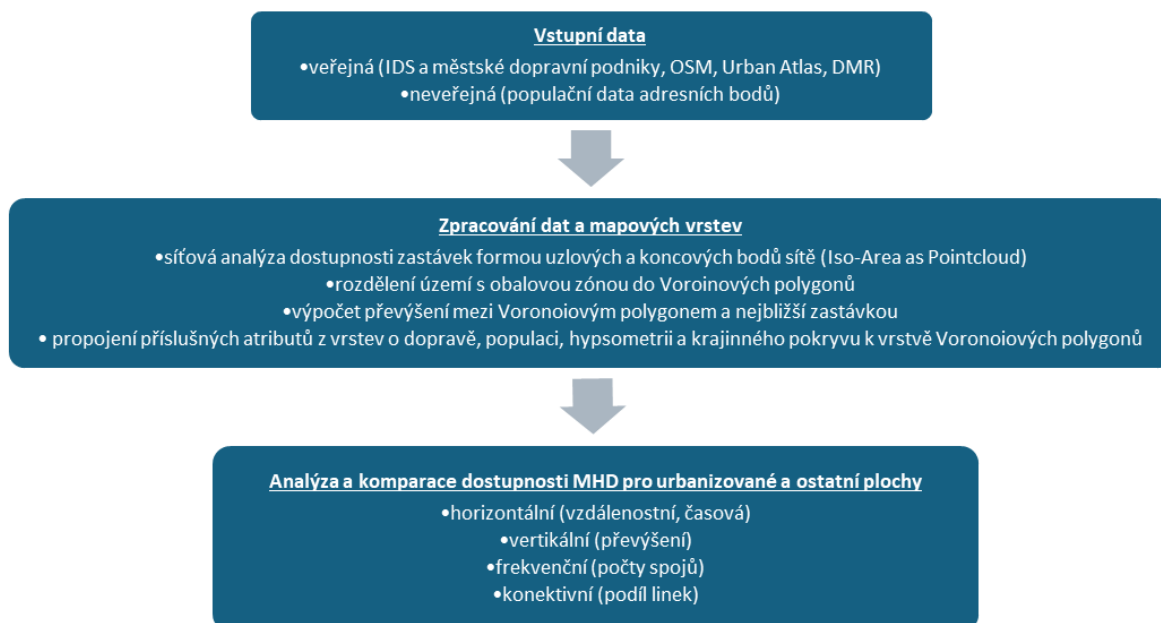 Vstupní data
•veřejná (IDS a městské dopravní podniky, OSM, Urban Atlas, DMR)
•neveřejná (populační data adresních bodů)
Zpracování dat a mapových vrstev
•síťová analýza dostupnosti zastávek formou uzlových a koncových bodů sítě (Iso-Area as Pointcloud)
•rozdělení území s obalovou zónou do Voroinových polygonů
•výpočet převýšení mezi Voronoiovým polygonem a nejbližší zastávkou
• propojení příslušných atributů z vrstev o dopravě, populaci, hypsometrii a krajinného pokryvu k vrstvě Voronoiových polygonů
Analýza a komparace dostupnosti MHD pro urbanizované a ostatní plochy
•horizontální (vzdálenostní, časová)
•vertikální (převýšení)
•frekvenční (počty spojů)
•konektivní (podíl linek)